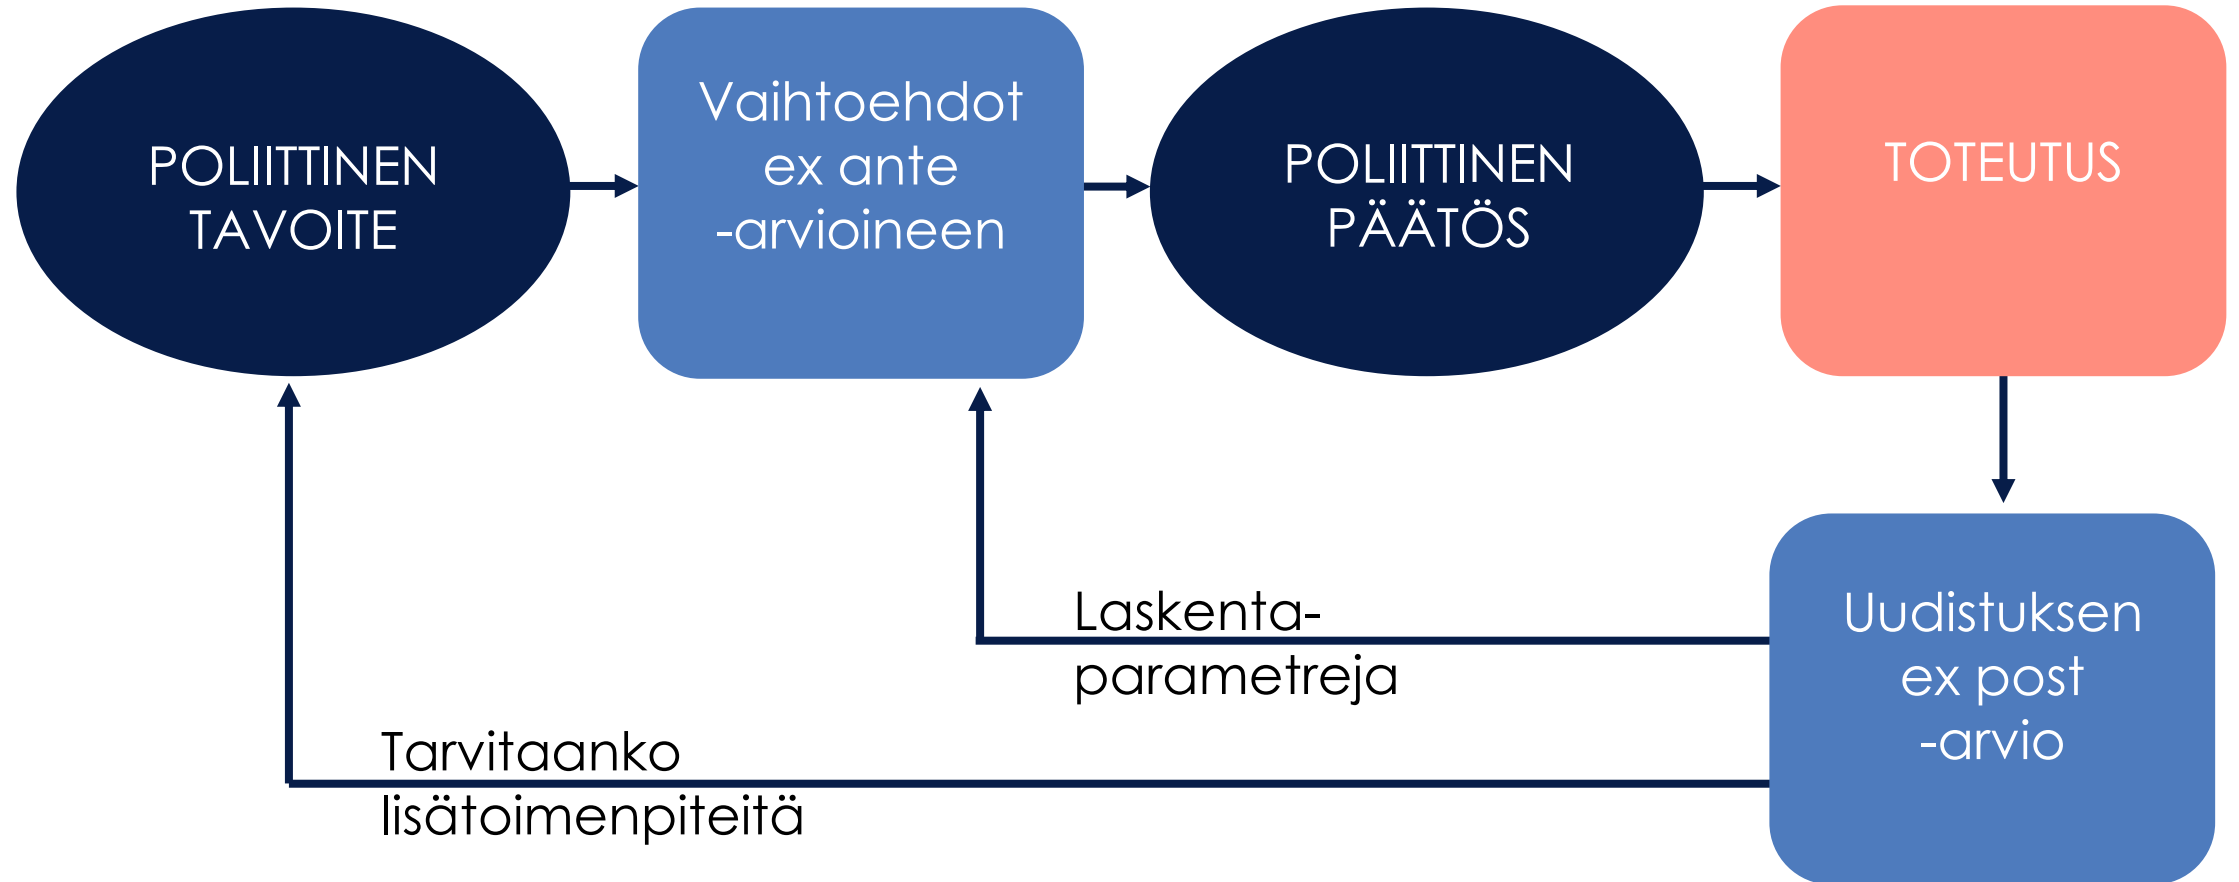 POLIITTINEN
TAVOITE
Vaihtoehdot
ex ante
-arvioineen
POLIITTINEN
PÄÄTÖS
TOTEUTUS
Laskenta-
parametreja
Uudistuksen
ex post
-arvio
Tarvitaanko
lisätoimenpiteitä